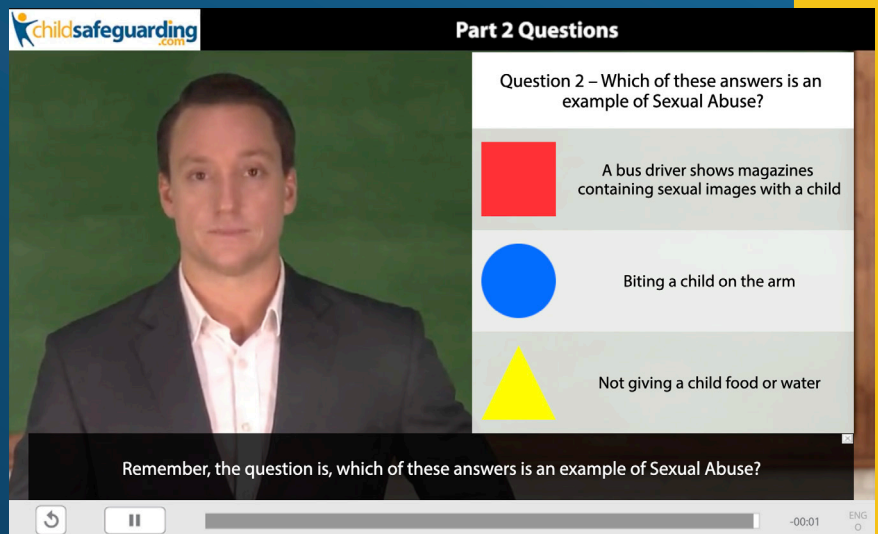 childsafeguarding
.com
Part 2 Questions
Question 2 – Which of these answers is an
example of Sexual Abuse?
A bus driver shows magazines
containing sexual images with a child
Biting a child on the arm
Not giving a child food or water
Remember, the question is, which of these answers is an example of Sexual Abuse?
-00:01
ENG
O